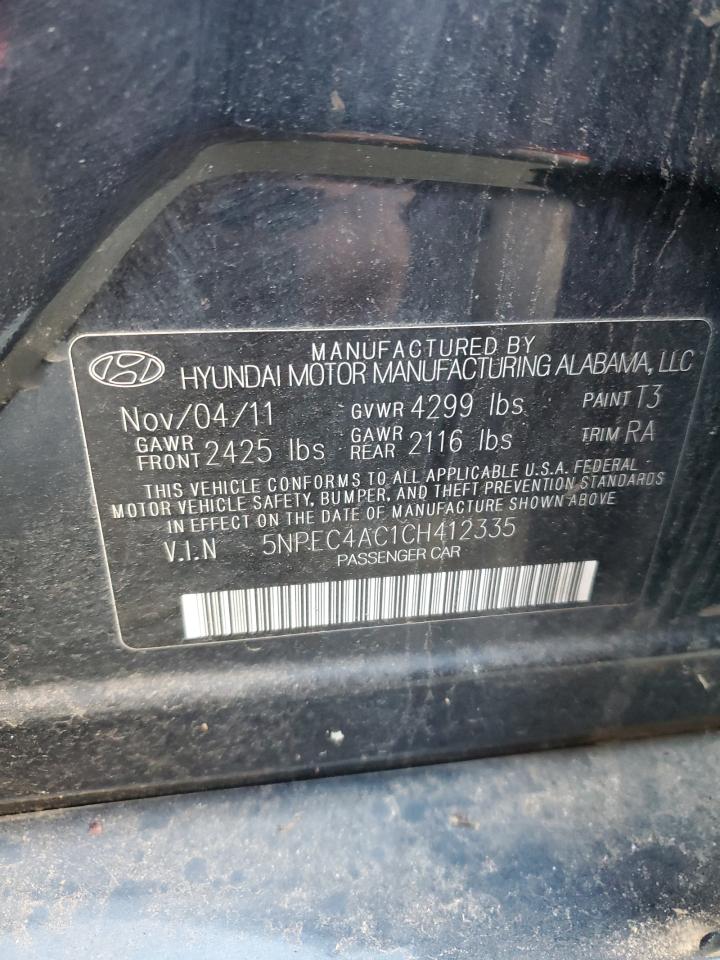 MANUFACTURED BY
HYUNDAI MOTOR MANUFACTURING ALABAMA, LLC
Nov/04/11 GVWR 4299 lbs PAINT T3
GAWR FRONT 2425 lbs GAWR REAR 2116 lbs TRIM RA
THIS VEHICLE CONFORMS TO ALL APPLICABLE U.S.A. FEDERAL
MOTOR VEHICLE SAFETY, BUMPER, AND THEFT PREVENTION STANDARDS
IN EFFECT ON THE DATE OF MANUFACTURE SHOWN ABOVE
V.I.N 5NPEC4AC1CH412335
PASSENGER CAR